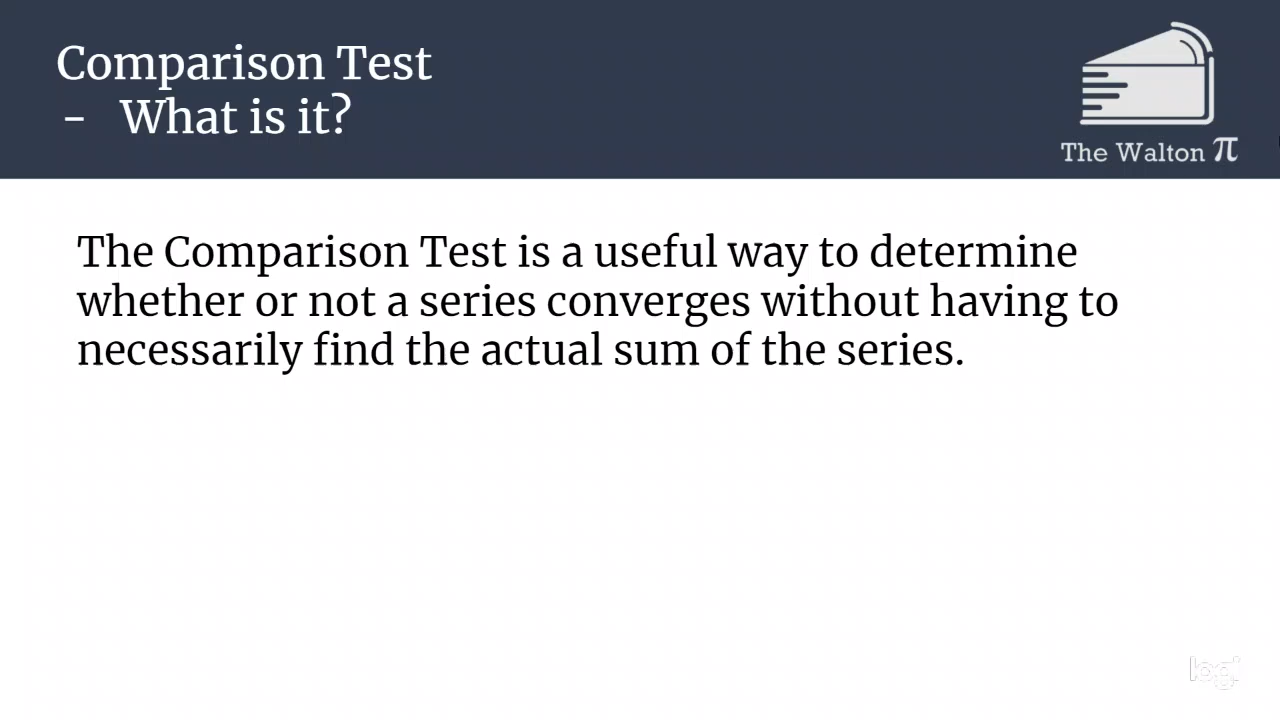 Comparison Test
- What is it?
The Walton π
The Comparison Test is a useful way to determine
whether or not a series converges without having to
necessarily find the actual sum of the series.